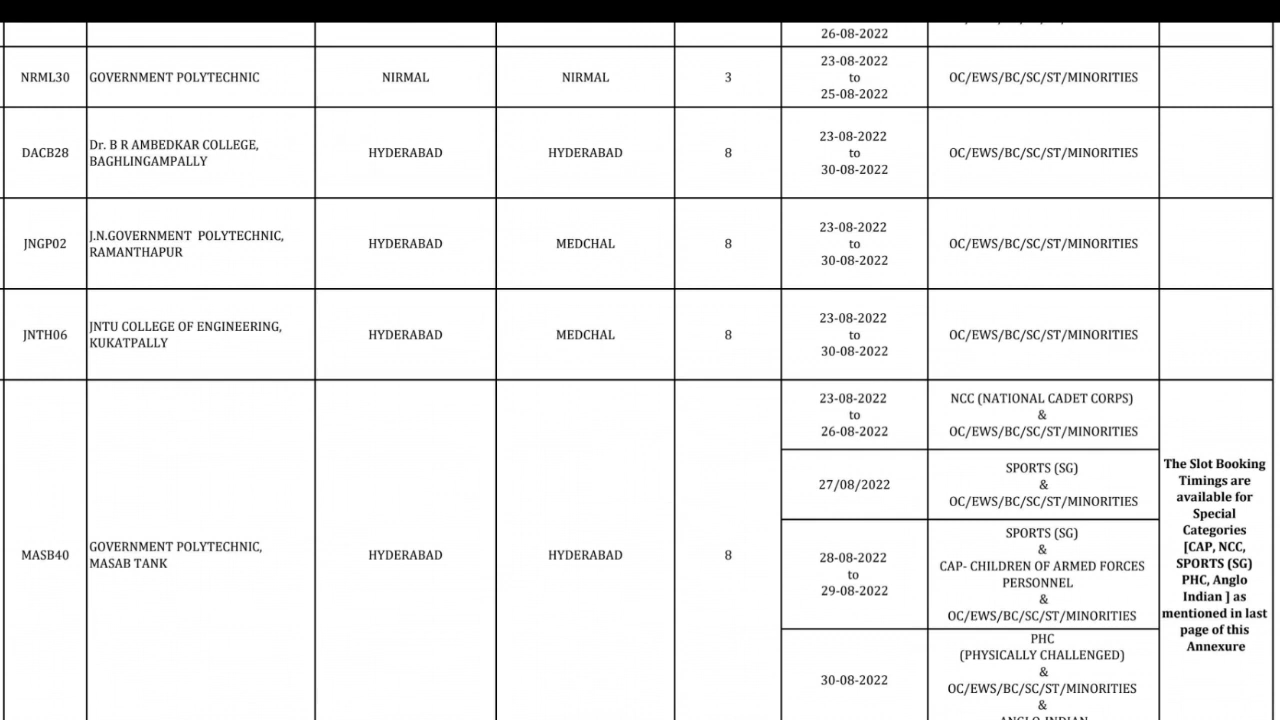 26-08-2022
NRML30
GOVERNMENT POLYTECHNIC
NIRMAL
NIRMAL
3
23-08-2022
to
25-08-2022
OC/EWS/BC/SC/ST/MINORITIES
DACB28
Dr. B R AMBEDKAR COLLEGE,
BAGHLINGAMPALLY
HYDERABAD
HYDERABAD
8
23-08-2022
to
30-08-2022
OC/EWS/BC/SC/ST/MINORITIES
JNGP02
J.N.GOVERNMENT POLYTECHNIC,
RAMANTHAPUR
HYDERABAD
MEDCHAL
8
23-08-2022
to
30-08-2022
OC/EWS/BC/SC/ST/MINORITIES
JNTH06
JNTU COLLEGE OF ENGINEERING,
KUKATPALLY
HYDERABAD
MEDCHAL
8
23-08-2022
to
30-08-2022
OC/EWS/BC/SC/ST/MINORITIES
MASB40
GOVERNMENT POLYTECHNIC,
MASAB TANK
HYDERABAD
HYDERABAD
8
23-08-2022
to
26-08-2022
NCC (NATIONAL CADET CORPS)
&
OC/EWS/BC/SC/ST/MINORITIES
27/08/2022
SPORTS (SG)
&
OC/EWS/BC/SC/ST/MINORITIES
28-08-2022
to
29-08-2022
SPORTS (SG)
&
CAP- CHILDREN OF ARMED FORCES
PERSONNEL
&
OC/EWS/BC/SC/ST/MINORITIES
30-08-2022
PHC
(PHYSICALLY CHALLENGED)
&
OC/EWS/BC/SC/ST/MINORITIES
&
ANGLO INDIAN
The Slot Booking
Timings are
available for
Special
Categories
[CAP, NCC,
SPORTS (SG)
PHC, Anglo
Indian ] as
mentioned in last
page of this
Annexure